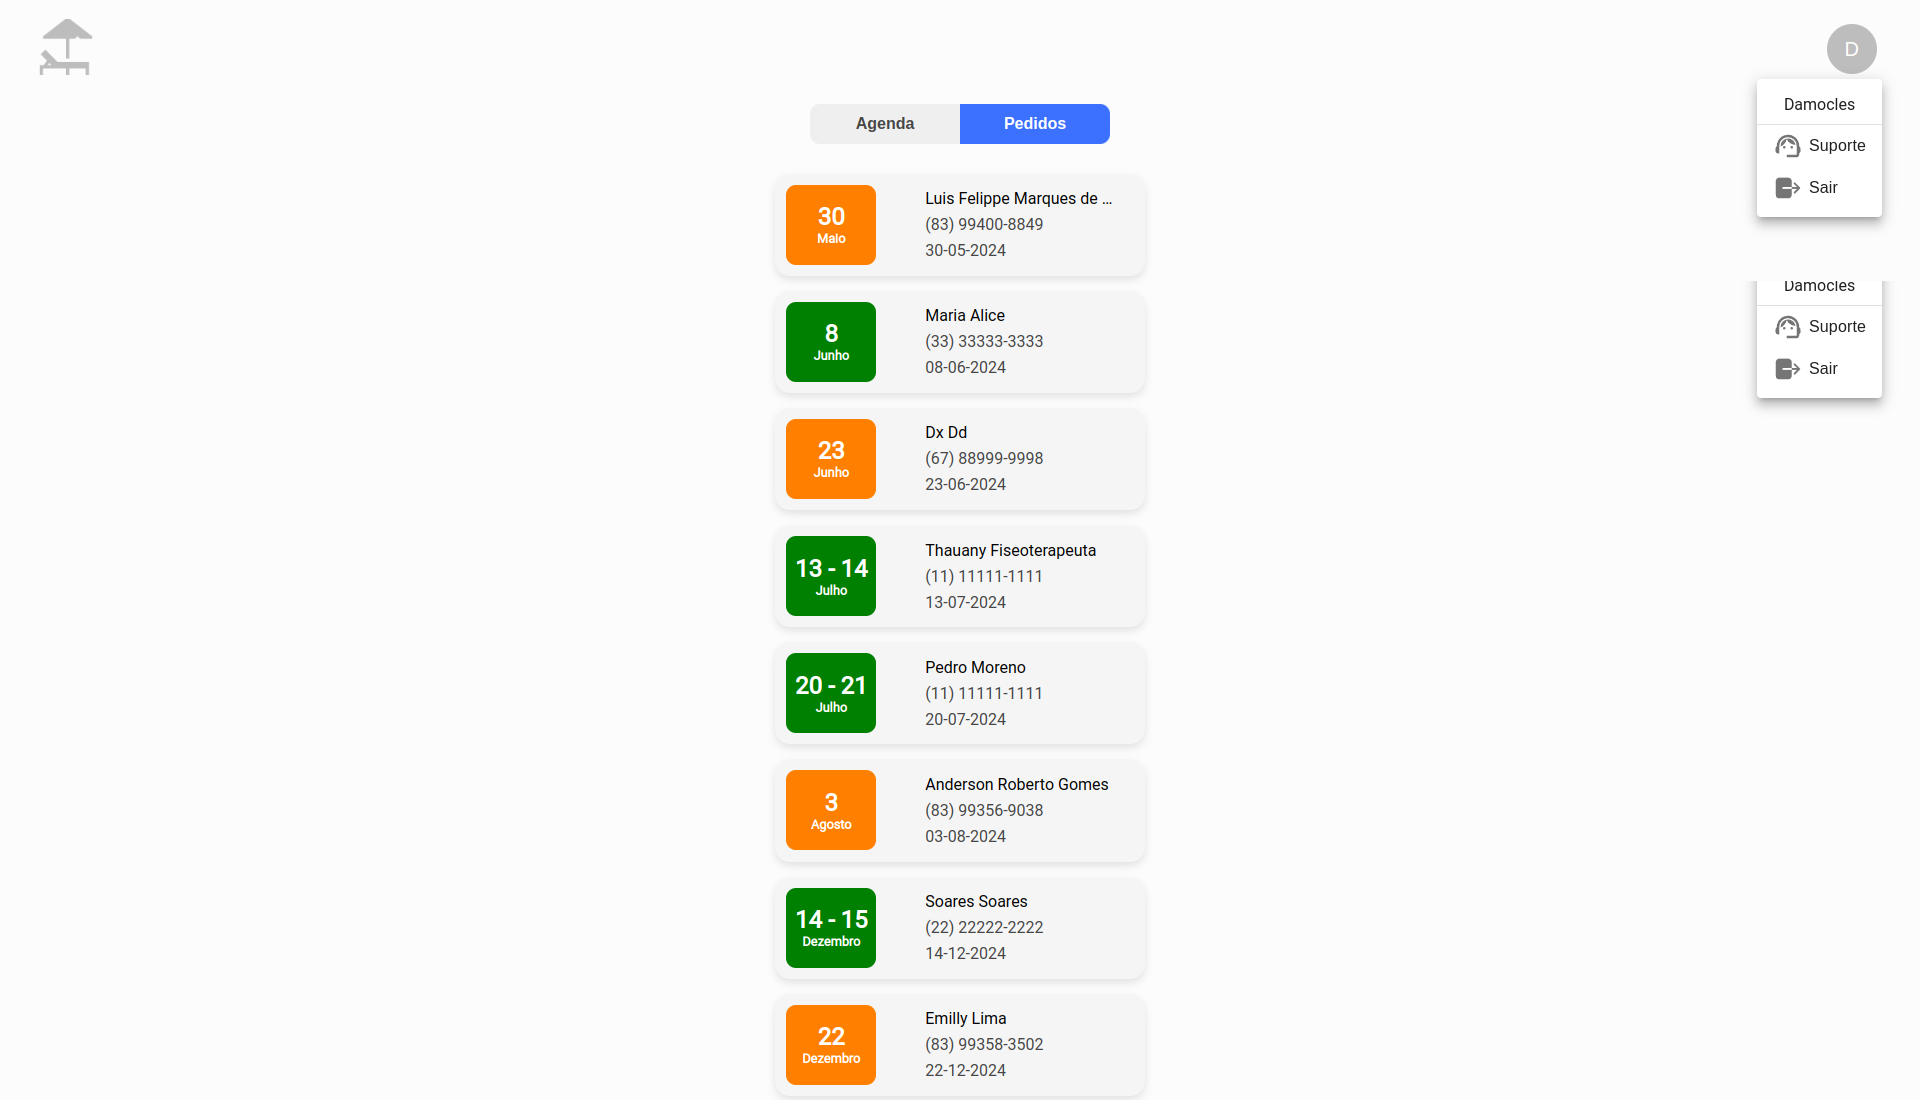 D
Damocles
Suporte
Sair
Agenda
Pedidos
30
Maio
Luis Felippe Marques de ...
(83) 99400-8849
30-05-2024
8
Junho
Maria Alice
(33) 33333-3333
08-06-2024
23
Junho
Dx Dd
(67) 88999-9998
23-06-2024
13 - 14
Julho
Thauany Fiseoterapeuta
(11) 11111-1111
13-07-2024
20 - 21
Julho
Pedro Moreno
(11) 11111-1111
20-07-2024
3
Agosto
Anderson Roberto Gomes
(83) 99356-9038
03-08-2024
14 - 15
Dezembro
Soares Soares
(22) 22222-2222
14-12-2024
22
Dezembro
Emilly Lima
(83) 99358-3502
22-12-2024
Damocles
Suporte
Sair